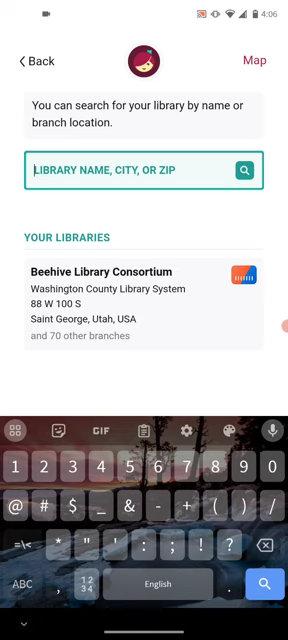 4:06
Back
Map
You can search for your library by name or
branch location.
LIBRARY NAME, CITY, OR ZIP
YOUR LIBRARIES
Beehive Library Consortium
Washington County Library System
88 W 100 S
Saint George, Utah, USA
and 70 other branches
GIF
1 2 3 4 5 6 7 8 9 0
@ # $ _ & - + ( ) /
=\< * " ' : ; ! ?
ABC , 12 34 English .